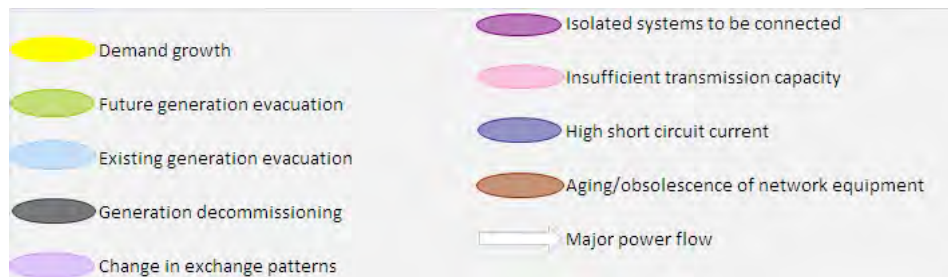 Demand growth
Future generation evacuation
Existing generation evacuation
Generation decommissioning
Change in exchange patterns
Isolated systems to be connected
Insufficient transmission capacity
High short circuit current
Aging/obsolescence of network equipment
Major power flow